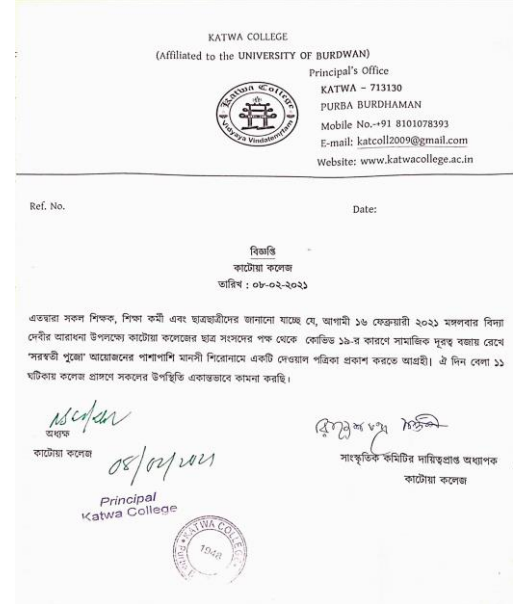 KATWA COLLEGE
(Affiliated to the UNIVERSITY OF BURDWAN)
Principal's Office
KATWA – 713130
PURBA BURDHAMAN
Mobile No.-+91 8101078393
E-mail: katcoll2009@gmail.com
Website: www.katwacollege.ac.in
Katwa College
Vidyaya Vindatemrtam
Ref. No.
Date:
বিজ্ঞপ্তি
কাটোয়া কলেজ
তারিখ : ০৮-০২-২০২১
এতদ্বারা সকল শিক্ষক, শিক্ষা কর্মী এবং ছাত্রছাত্রীদের জানানো যাচ্ছে যে, আগামী ১৬ ফেব্রুয়ারী ২০২১ মঙ্গলবার বিদ্যা
দেবীর আরাধনা উপলক্ষ্যে কাটোয়া কলেজের ছাত্র সংসদের পক্ষ থেকে কোভিড ১৯-র কারণে সামাজিক দূরত্ব বজায় রেখে
'সরস্বতী পুজো' আয়োজনের পাশাপাশি মানসী শিরোনামে একটি দেওয়াল পত্রিকা প্রকাশ করতে আগ্রহী। ঐ দিন বেলা ১১
ঘটিকায় কলেজ প্রাঙ্গণে সকলের উপস্থিতি একান্তভাবে কামনা করছি।
অধ্যক্ষ
কাটোয়া কলেজ
08/02/2021
Principal
Katwa College
সাংস্কৃতিক কমিটির দায়িত্বপ্রাপ্ত অধ্যাপক
কাটোয়া কলেজ
KATWA COLLEGE
1948